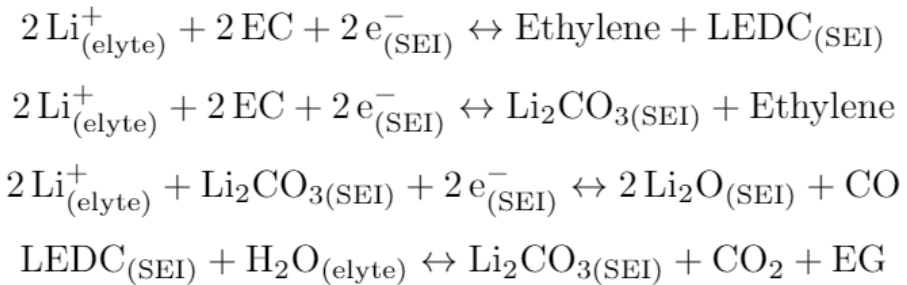 2 Li⁺₍elyte₎ + 2 EC + 2 e⁻₍SEI₎ ↔ Ethylene + LEDC₍SEI₎
2 Li⁺₍elyte₎ + 2 EC + 2 e⁻₍SEI₎ ↔ Li₂CO₃₍SEI₎ + Ethylene
2 Li⁺₍elyte₎ + Li₂CO₃₍SEI₎ + 2 e⁻₍SEI₎ ↔ 2 Li₂O₍SEI₎ + CO
LEDC₍SEI₎ + H₂O₍elyte₎ ↔ Li₂CO₃₍SEI₎ + CO₂ + EG